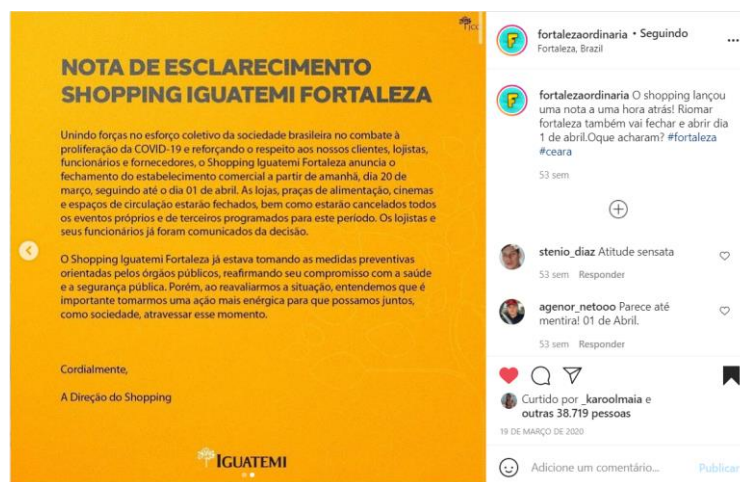 JCC
NOTA DE ESCLARECIMENTO
SHOPPING IGUATEMI FORTALEZA
Unindo forças no esforço coletivo da sociedade brasileira no combate à
proliferação da COVID-19 e reforçando o respeito aos nossos clientes, lojistas,
funcionários e fornecedores, o Shopping Iguatemi Fortaleza anuncia o
fechamento do estabelecimento comercial a partir de amanhã, dia 20 de
março, seguindo até o dia 01 de abril. As lojas, praças de alimentação, cinemas
e espaços de circulação estarão fechados, bem como estarão cancelados todos
os eventos próprios e de terceiros programados para este período. Os lojistas e
seus funcionários já foram comunicados da decisão.
O Shopping Iguatemi Fortaleza já estava tomando as medidas preventivas
orientadas pelos órgãos públicos, reafirmando seu compromisso com a saúde
e a segurança pública. Porém, ao reavaliarmos a situação, entendemos que é
importante tomarmos uma ação mais enérgica para que possamos juntos,
como sociedade, atravessar esse momento.
Cordialmente,
A Direção do Shopping
IGUATEMI
fortalezaordinaria • Seguindo
Fortaleza, Brazil
fortalezaordinaria O shopping lançou
uma nota a uma hora atrás! Riomar
fortaleza também vai fechar e abrir dia
1 de abril.Oque acharam? #fortaleza
#ceara
53 sem
stenio_diaz Atitude sensata
53 sem Responder
agenor_netooo Parece até
mentira! 01 de Abril.
53 sem Responder
Curtido por _karoolmaia e
outras 38.719 pessoas
19 DE MARÇO DE 2020
Adicione um comentário... Publicar